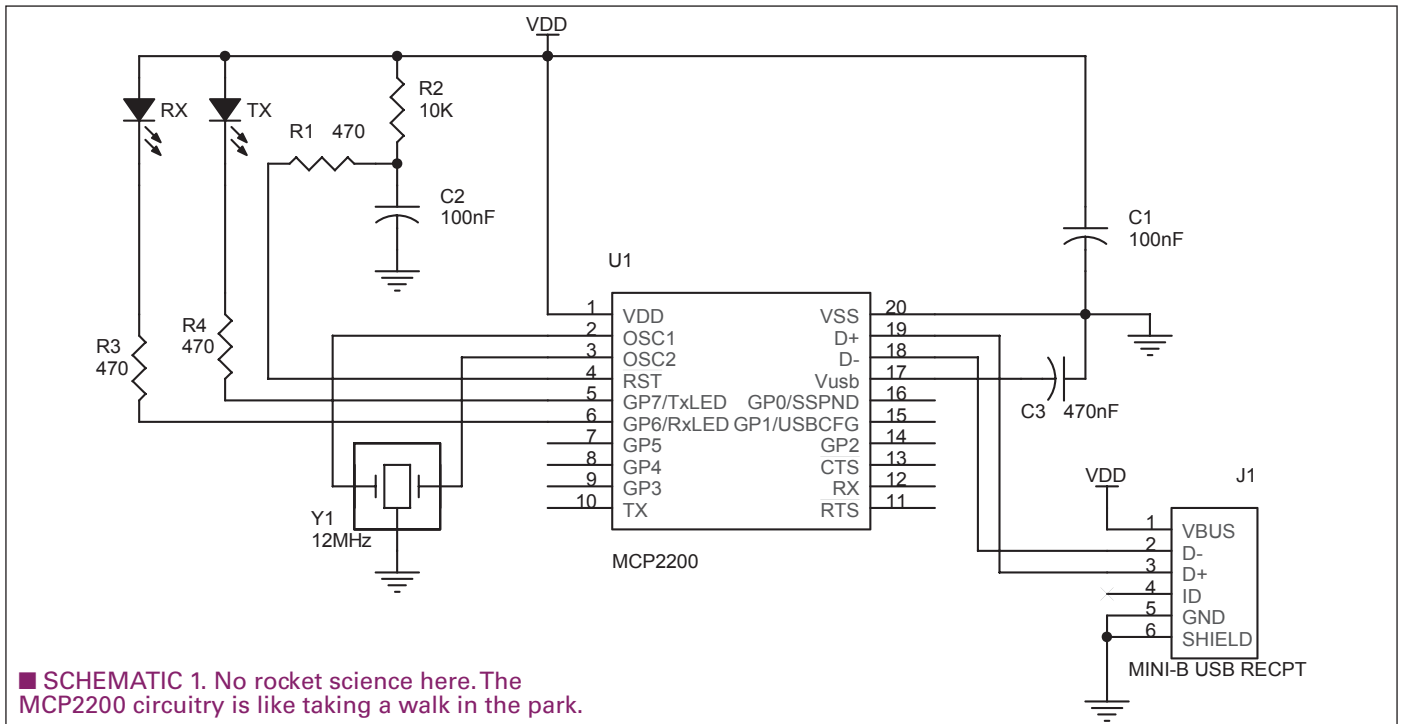 VDD
RX
TX
R2
10K
R1 470
C2
100nF
C1
100nF
U1
R3
470
R4
470
1 VDD
2 OSC1
3 OSC2
4 RST
5 GP7/TxLED
6 GP6/RxLED
7 GP5
8 GP4
9 GP3
10 TX
VSS 20
D+ 19
D- 18
Vusb 17
GP0/SSPND 16
GP1/USBCFG 15
GP2 14
CTS 13
RX 12
RTS 11
MCP2200
C3 470nF
Y1
12MHz
VDD
J1
1 VBUS
2 D-
3 D+
4 ID
5 GND
6 SHIELD
MINI-B USB RECPT
■ SCHEMATIC 1. No rocket science here. The
MCP2200 circuitry is like taking a walk in the park.